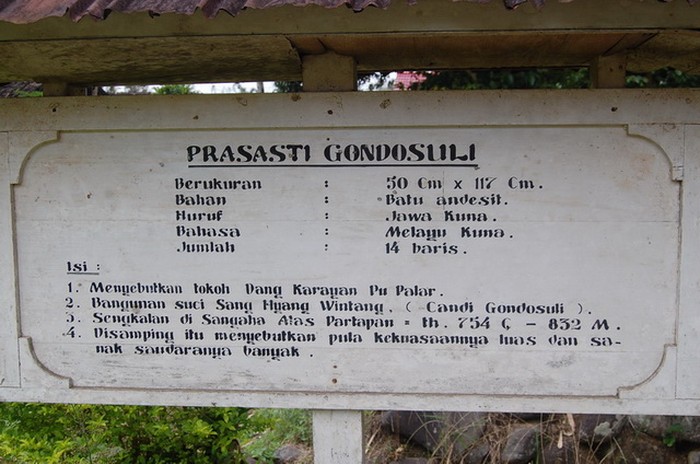 PRASASTI GONDOSULI
Berukuran : 50 Cm x 117 Cm.
Bahan : Batu andesit.
Huruf : Jawa Kuna.
Bahasa : Melayu Kuna.
Jumlah : 14 baris.
Isi :
1. Menyebutkan tokoh Dang Karayan Pu Palar.
2. Bangunan suci Sang Hyang Wintang. ( Candi Gondosuli ).
3. Sengkalan di Sangaha Alas Partapan = th. 754 Ç - 832 M.
4. Disamping itu menyebutkan pula kekuasaannya luas dan sa-
nak saudaranya banyak.